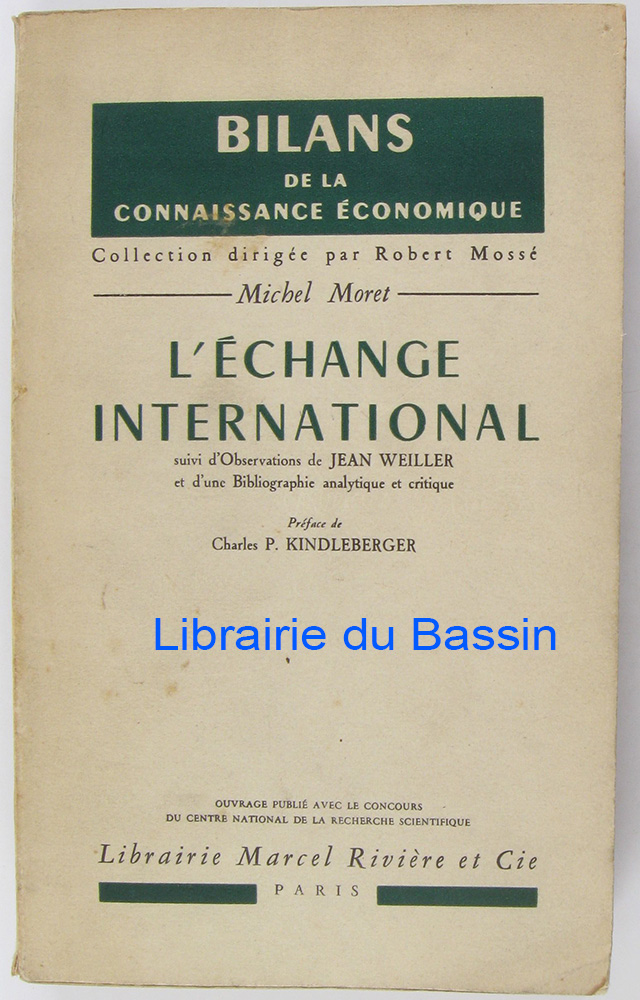 BILANS
DE LA
CONNAISSANCE ÉCONOMIQUE
Collection dirigée par Robert Mossé
Michel Moret
L'ÉCHANGE
INTERNATIONAL
suivi d'Observations de JEAN WEILLER
et d'une Bibliographie analytique et critique
Préface de
Charles P. KINDLEBERGER
Librairie du Bassin
OUVRAGE PUBLIÉ AVEC LE CONCOURS
DU CENTRE NATIONAL DE LA RECHERCHE SCIENTIFIQUE
Librairie Marcel Rivière et Cie
PARIS